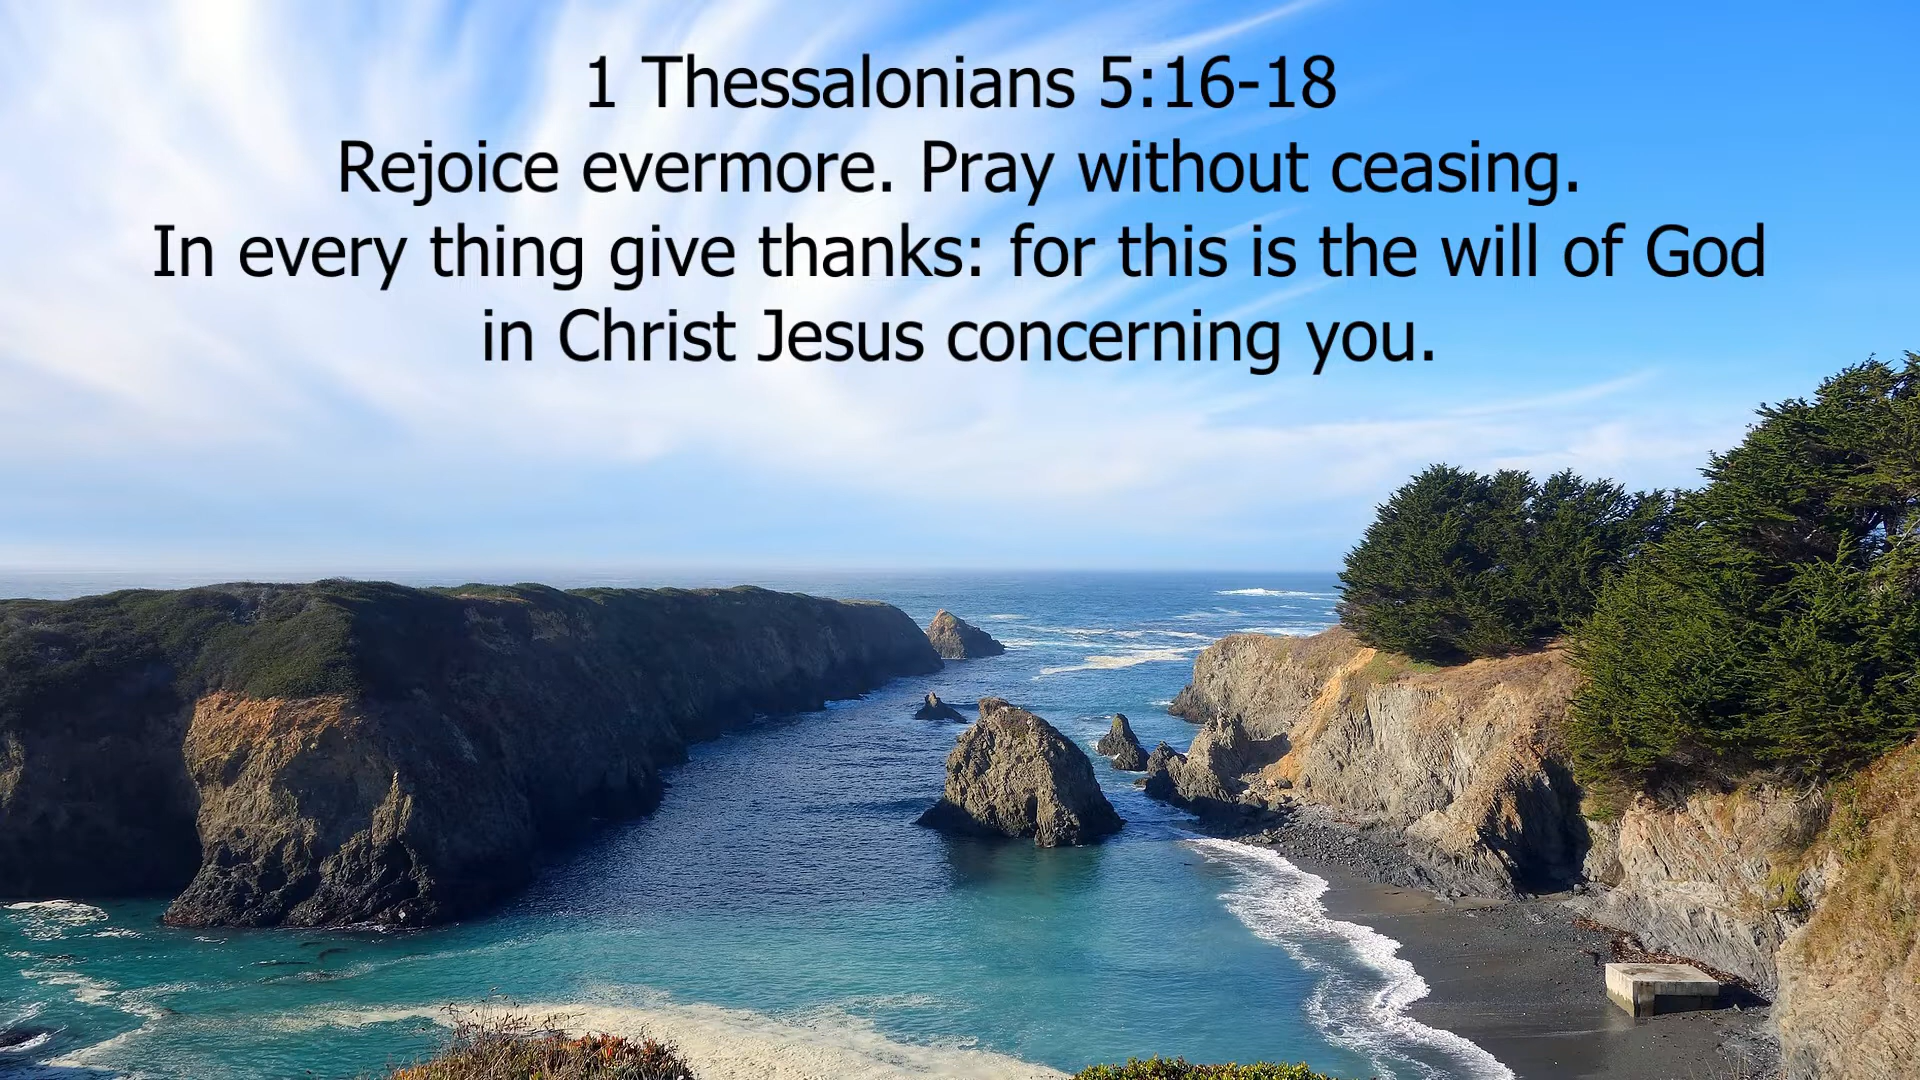 1 Thessalonians 5:16-18
Rejoice evermore. Pray without ceasing.
In every thing give thanks: for this is the will of God
in Christ Jesus concerning you.